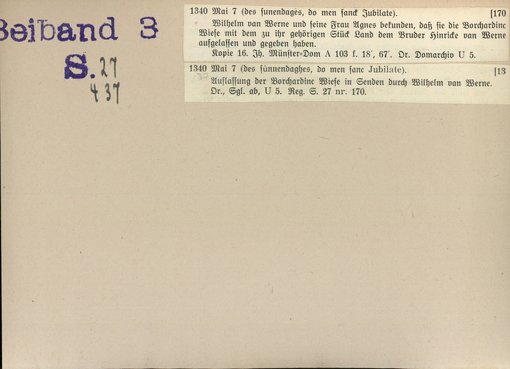 Beiband 3
S. 27
437
1340 Mai 7 (des sunendages, do men sanck Jubilate). [170
Wilhelm van Werne und seine Frau Agnes bekunden, daß sie die Borchardinc
Wiese mit dem zu ihr gehörigen Stück Land dem Bruder Hinricke van Werne
aufgelassen und gegeben haben.
Kopie 16. Jh. Münster-Dom A 103 f. 18', 67'. Or. Domarchiv U 5.
1340 Mai 7 (des sunnendaghes, do men sanc Jubilate). [13
Auflassung der Borchardinc Wiese in Senden durch Wilhelm van Werne.
Or., Sgl. ab, U 5. Reg. S. 27 nr. 170.